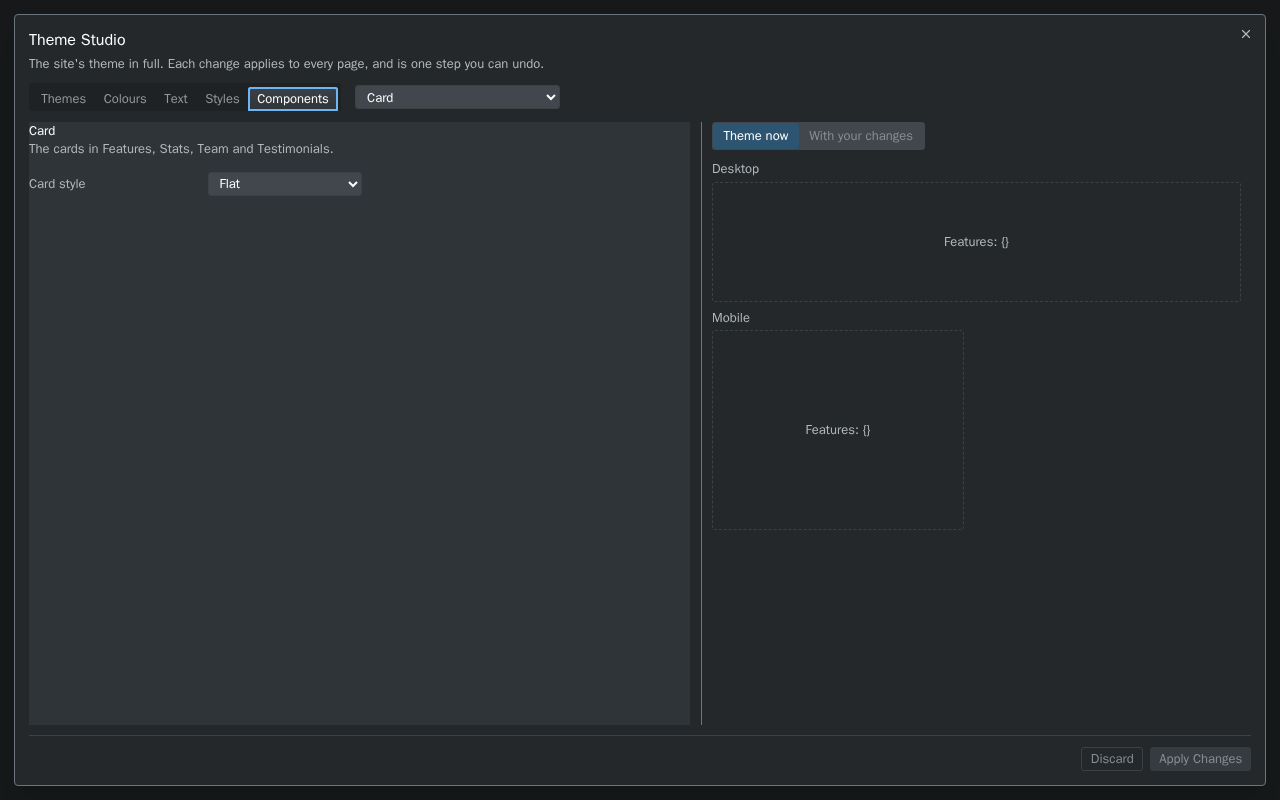 Theme Studio
×
The site's theme in full. Each change applies to every page, and is one step you can undo.
Themes Colours Text Styles Components Card
Card
The cards in Features, Stats, Team and Testimonials.
Card style Flat
Theme now With your changes
Desktop
Features: {}
Mobile
Features: {}
Discard Apply Changes